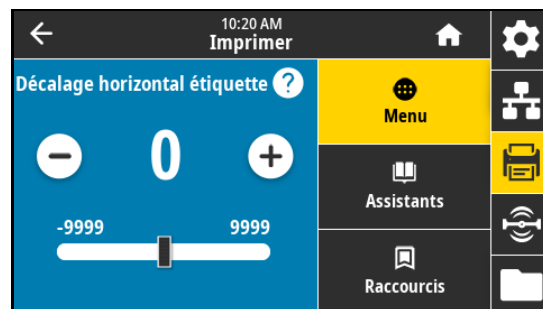 10:20 AM
Imprimer
Décalage horizontal étiquette ?
0
-9999 9999
Menu
Assistants
Raccourcis